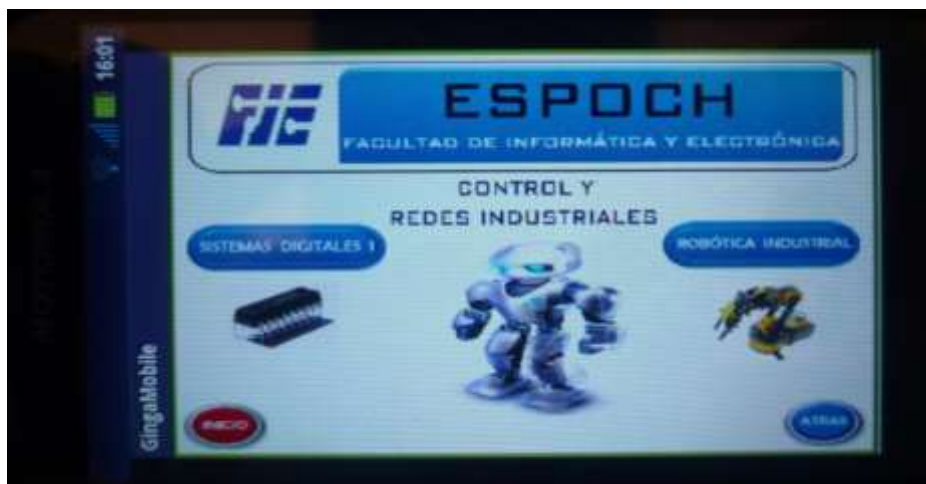 16:01
GingaMobile
FIE
ESPOCH
FACULTAD DE INFORMÁTICA Y ELECTRÓNICA
CONTROL Y
REDES INDUSTRIALES
SISTEMAS DIGITALES 1
ROBÓTICA INDUSTRIAL
INICIO
ATRAS